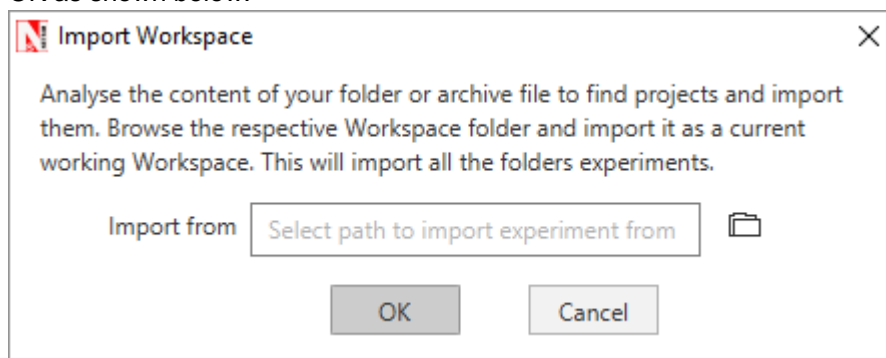 Import Workspace
Analyse the content of your folder or archive file to find projects and import
them. Browse the respective Workspace folder and import it as a current
working Workspace. This will import all the folders experiments.
Import from Select path to import experiment from
OK Cancel